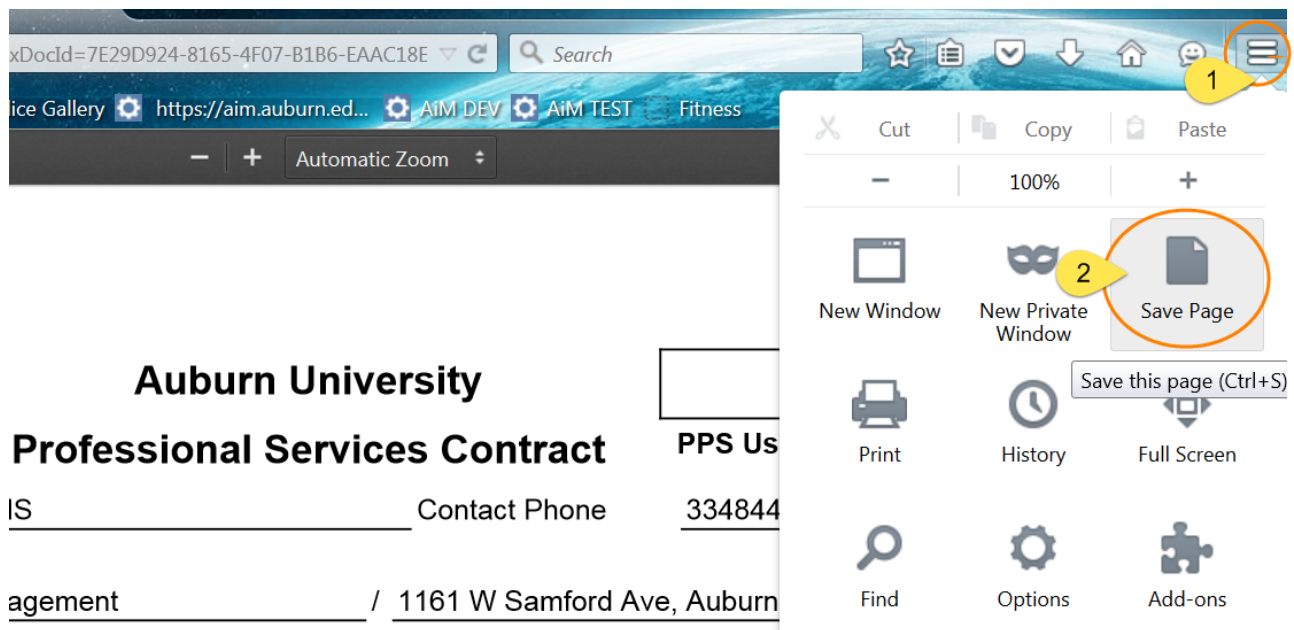 xDocId=7E29D924-8165-4F07-B1B6-EAAC18E Search
1
lice Gallery https://aim.auburn.ed... AiM DEV AiM TEST Fitness
Cut Copy Paste
− + Automatic Zoom
− 100% +
2
New Window New Private Window Save Page
Save this page (Ctrl+S)
Auburn University
Professional Services Contract PPS Us
Print History Full Screen
IS Contact Phone 334844
agement / 1161 W Samford Ave, Auburn
Find Options Add-ons